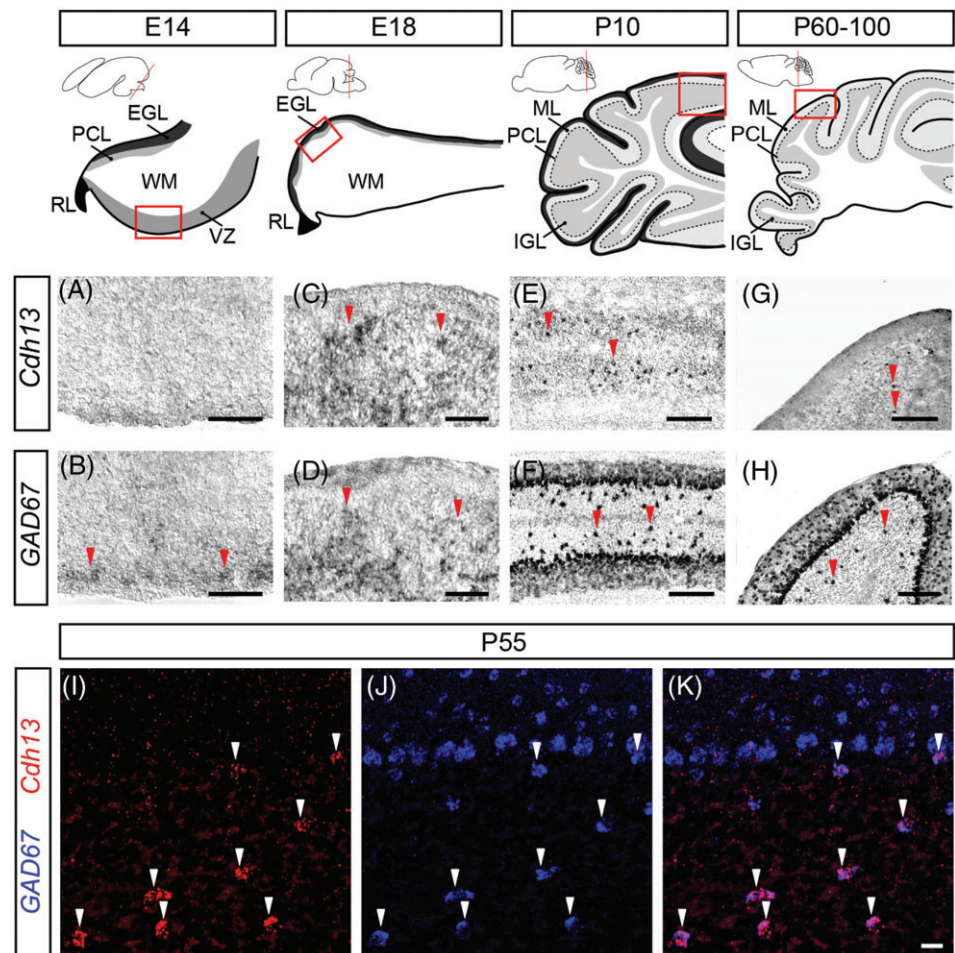 E14
E18
P10
P60-100
EGL
PCL
WM
RL
VZ
EGL
WM
RL
ML
PCL
IGL
ML
PCL
IGL
Cdh13
(A)
(C)
(E)
(G)
GAD67
(B)
(D)
(F)
(H)
P55
GAD67 Cdh13
(I)
(J)
(K)